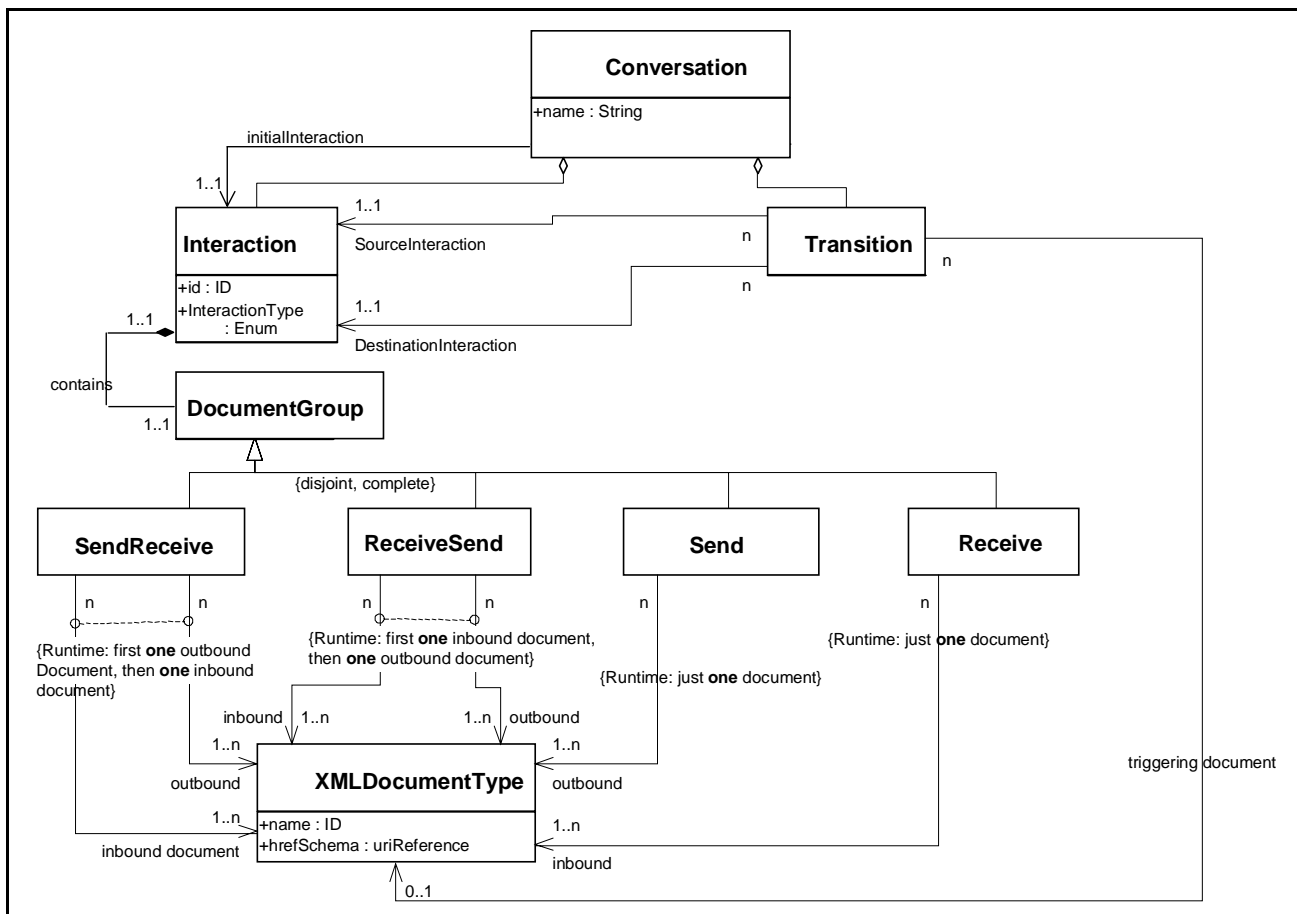 Conversation
+name : String
initialInteraction
1..1
1..1
Interaction
SourceInteraction
n
Transition
n
+id : ID
+InteractionType
: Enum
n
1..1
1..1
DestinationInteraction
contains
DocumentGroup
1..1
{disjoint, complete}
SendReceive
ReceiveSend
Send
Receive
n
n
n
n
n
n
{Runtime: first one outbound
Document, then one inbound
document}
{Runtime: first one inbound document,
then one outbound document}
{Runtime: just one document}
{Runtime: just one document}
inbound
1..n
1..n
outbound
1..n
outbound
XMLDocumentType
1..n
outbound
triggering document
1..n
inbound document
+name : ID
+hrefSchema : uriReference
1..n
inbound
0..1